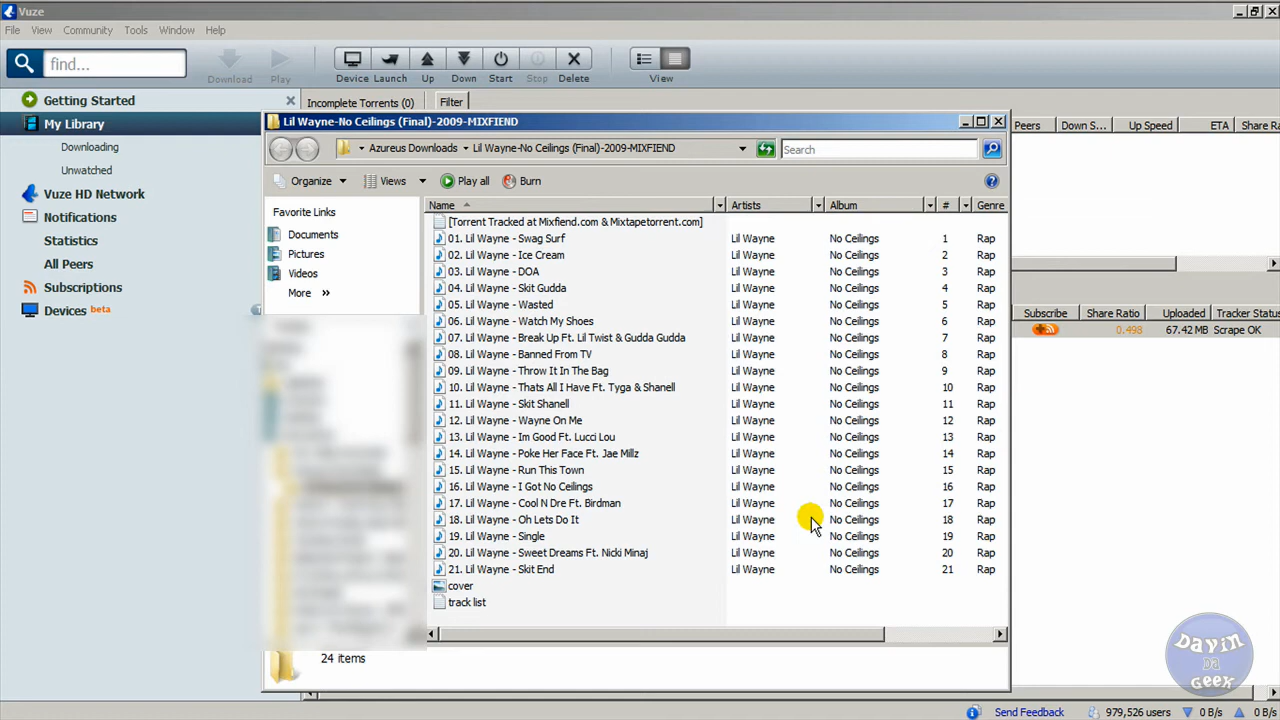 Vuze
File View Community Tools Window Help
find...
Download Play Device Launch Up Down Start Stop Delete View
Getting Started
My Library
Downloading
Unwatched
Vuze HD Network
Notifications
Statistics
All Peers
Subscriptions
Devices beta
Incomplete Torrents (0) Filter
Peers Down S... Up Speed ETA Share Ra
Lil Wayne-No Ceilings (Final)-2009-MIXFIEND
Azureus Downloads Lil Wayne-No Ceilings (Final)-2009-MIXFIEND Search
Organize Views Play all Burn
Favorite Links
Documents
Pictures
Videos
More »
Name Artists Album # Genre
[Torrent Tracked at Mixfiend.com & Mixtapetorrent.com]
01. Lil Wayne - Swag Surf Lil Wayne No Ceilings 1 Rap
02. Lil Wayne - Ice Cream Lil Wayne No Ceilings 2 Rap
03. Lil Wayne - DOA Lil Wayne No Ceilings 3 Rap
04. Lil Wayne - Skit Gudda Lil Wayne No Ceilings 4 Rap
05. Lil Wayne - Wasted Lil Wayne No Ceilings 5 Rap
06. Lil Wayne - Watch My Shoes Lil Wayne No Ceilings 6 Rap
07. Lil Wayne - Break Up Ft. Lil Twist & Gudda Gudda Lil Wayne No Ceilings 7 Rap
08. Lil Wayne - Banned From TV Lil Wayne No Ceilings 8 Rap
09. Lil Wayne - Throw It In The Bag Lil Wayne No Ceilings 9 Rap
10. Lil Wayne - Thats All I Have Ft. Tyga & Shanell Lil Wayne No Ceilings 10 Rap
11. Lil Wayne - Skit Shanell Lil Wayne No Ceilings 11 Rap
12. Lil Wayne - Wayne On Me Lil Wayne No Ceilings 12 Rap
13. Lil Wayne - Im Good Ft. Lucci Lou Lil Wayne No Ceilings 13 Rap
14. Lil Wayne - Poke Her Face Ft. Jae Millz Lil Wayne No Ceilings 14 Rap
15. Lil Wayne - Run This Town Lil Wayne No Ceilings 15 Rap
16. Lil Wayne - I Got No Ceilings Lil Wayne No Ceilings 16 Rap
17. Lil Wayne - Cool N Dre Ft. Birdman Lil Wayne No Ceilings 17 Rap
18. Lil Wayne - Oh Lets Do It Lil Wayne No Ceilings 18 Rap
19. Lil Wayne - Single Lil Wayne No Ceilings 19 Rap
20. Lil Wayne - Sweet Dreams Ft. Nicki Minaj Lil Wayne No Ceilings 20 Rap
21. Lil Wayne - Skit End Lil Wayne No Ceilings 21 Rap
cover
track list
24 items
Subscribe Share Ratio Uploaded Tracker Status
0.498 67.42 MB Scrape OK
Davin
Da
Geek
Send Feedback 979,526 users 0 B/s 0 B/s